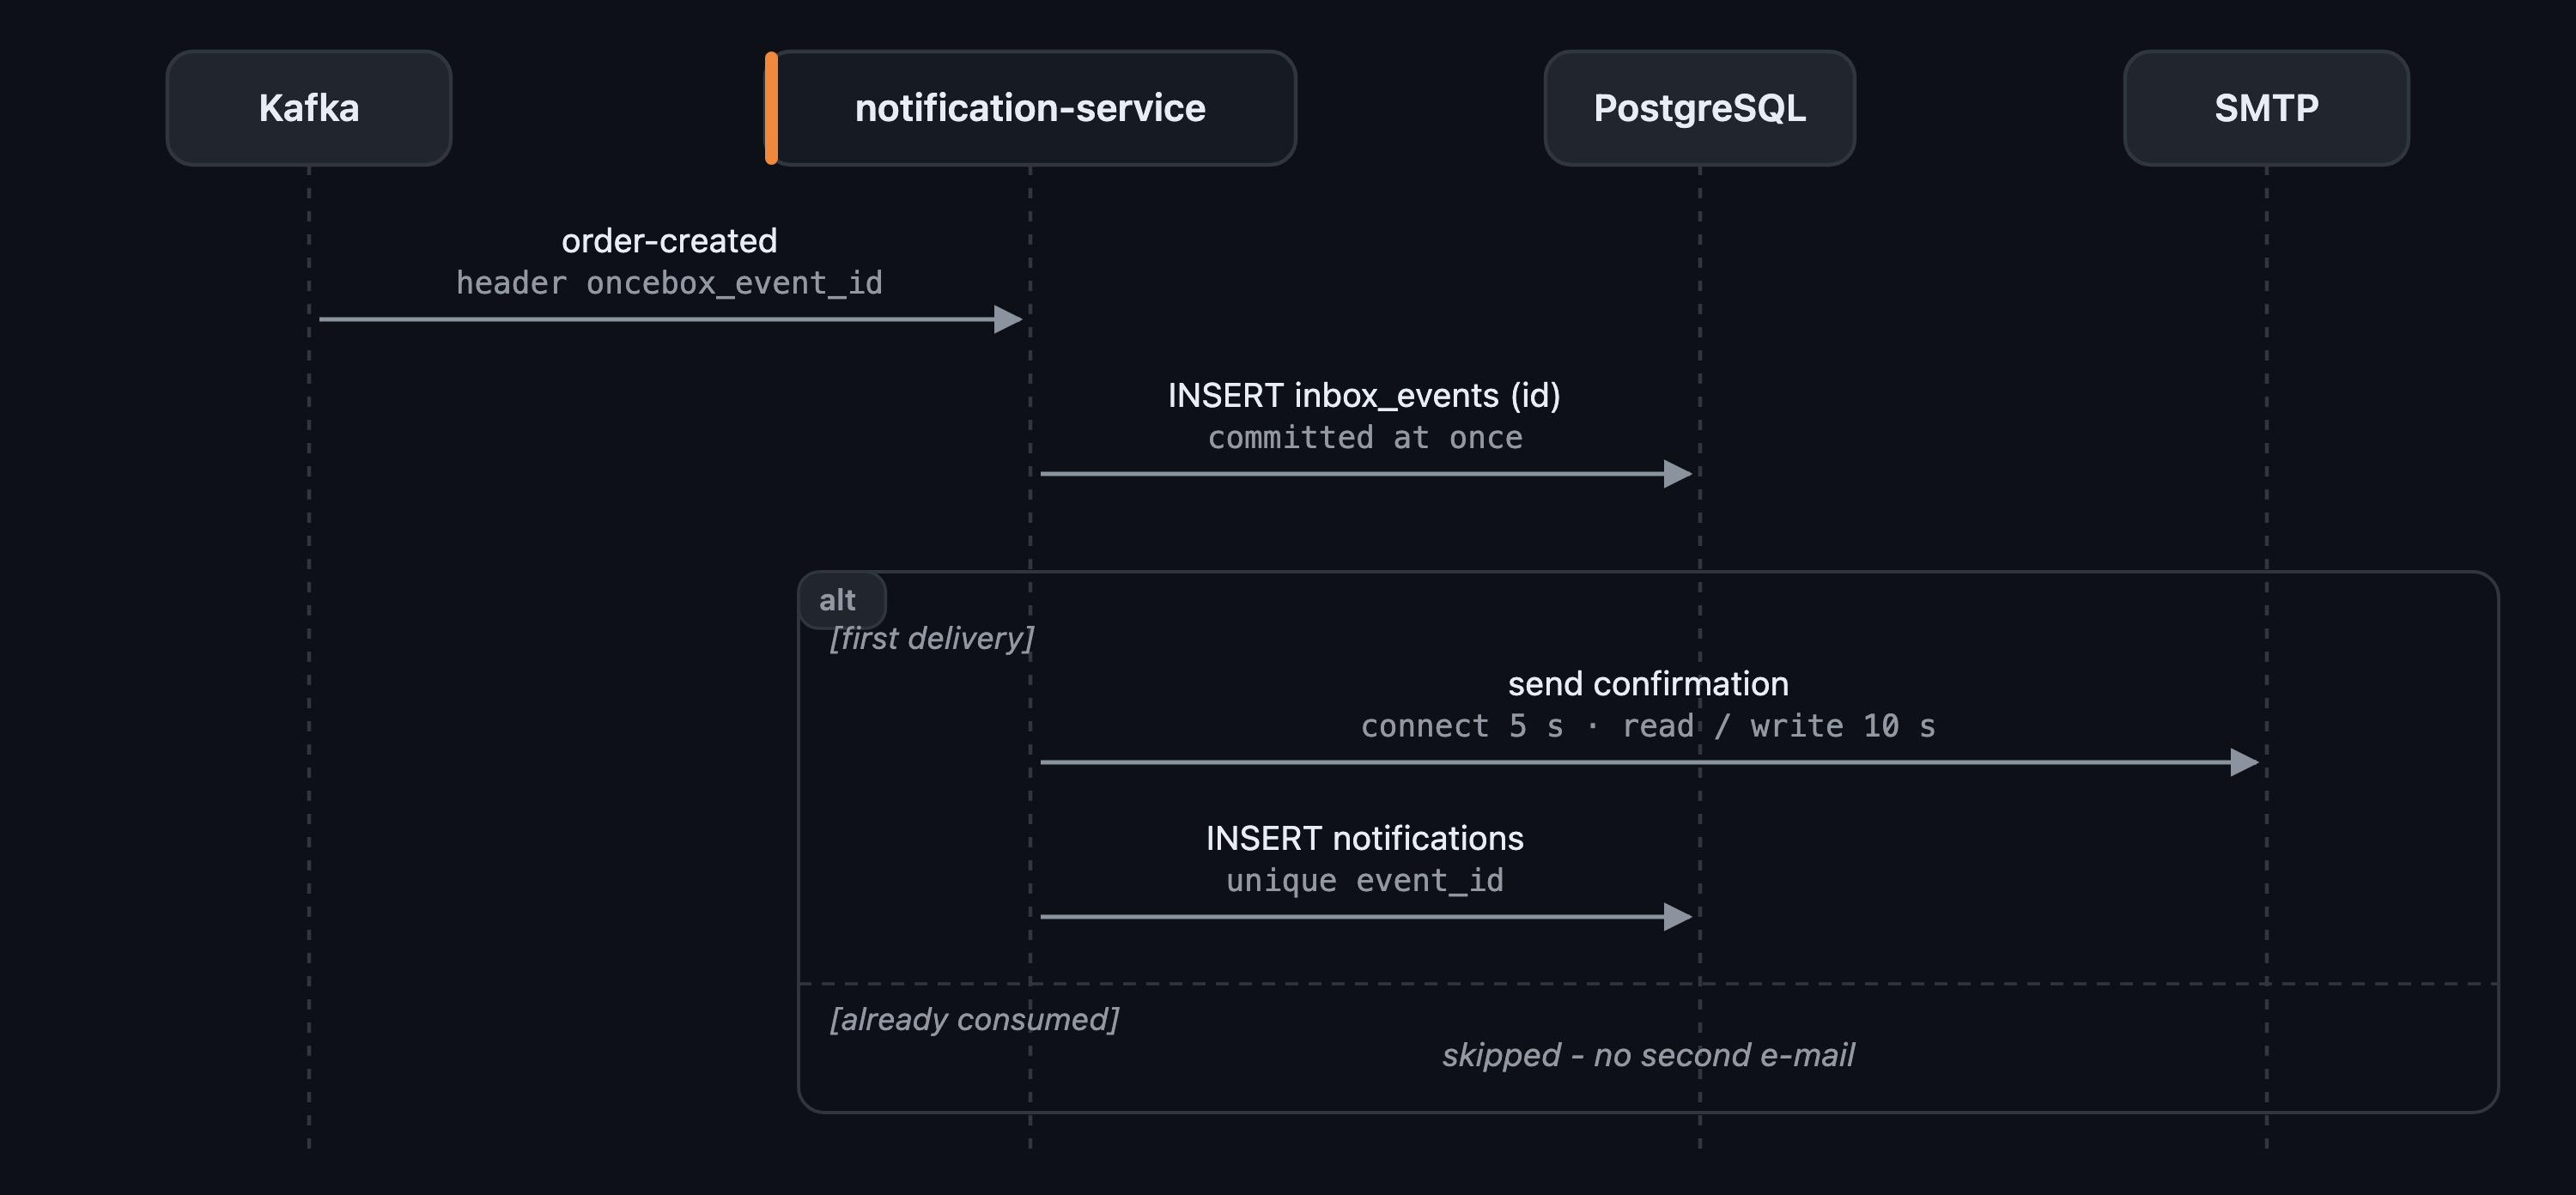 Kafka
notification-service
PostgreSQL
SMTP
order-created
header oncebox_event_id
INSERT inbox_events (id)
committed at once
alt
[first delivery]
send confirmation
connect 5 s · read / write 10 s
INSERT notifications
unique event_id
[already consumed]
skipped - no second e-mail